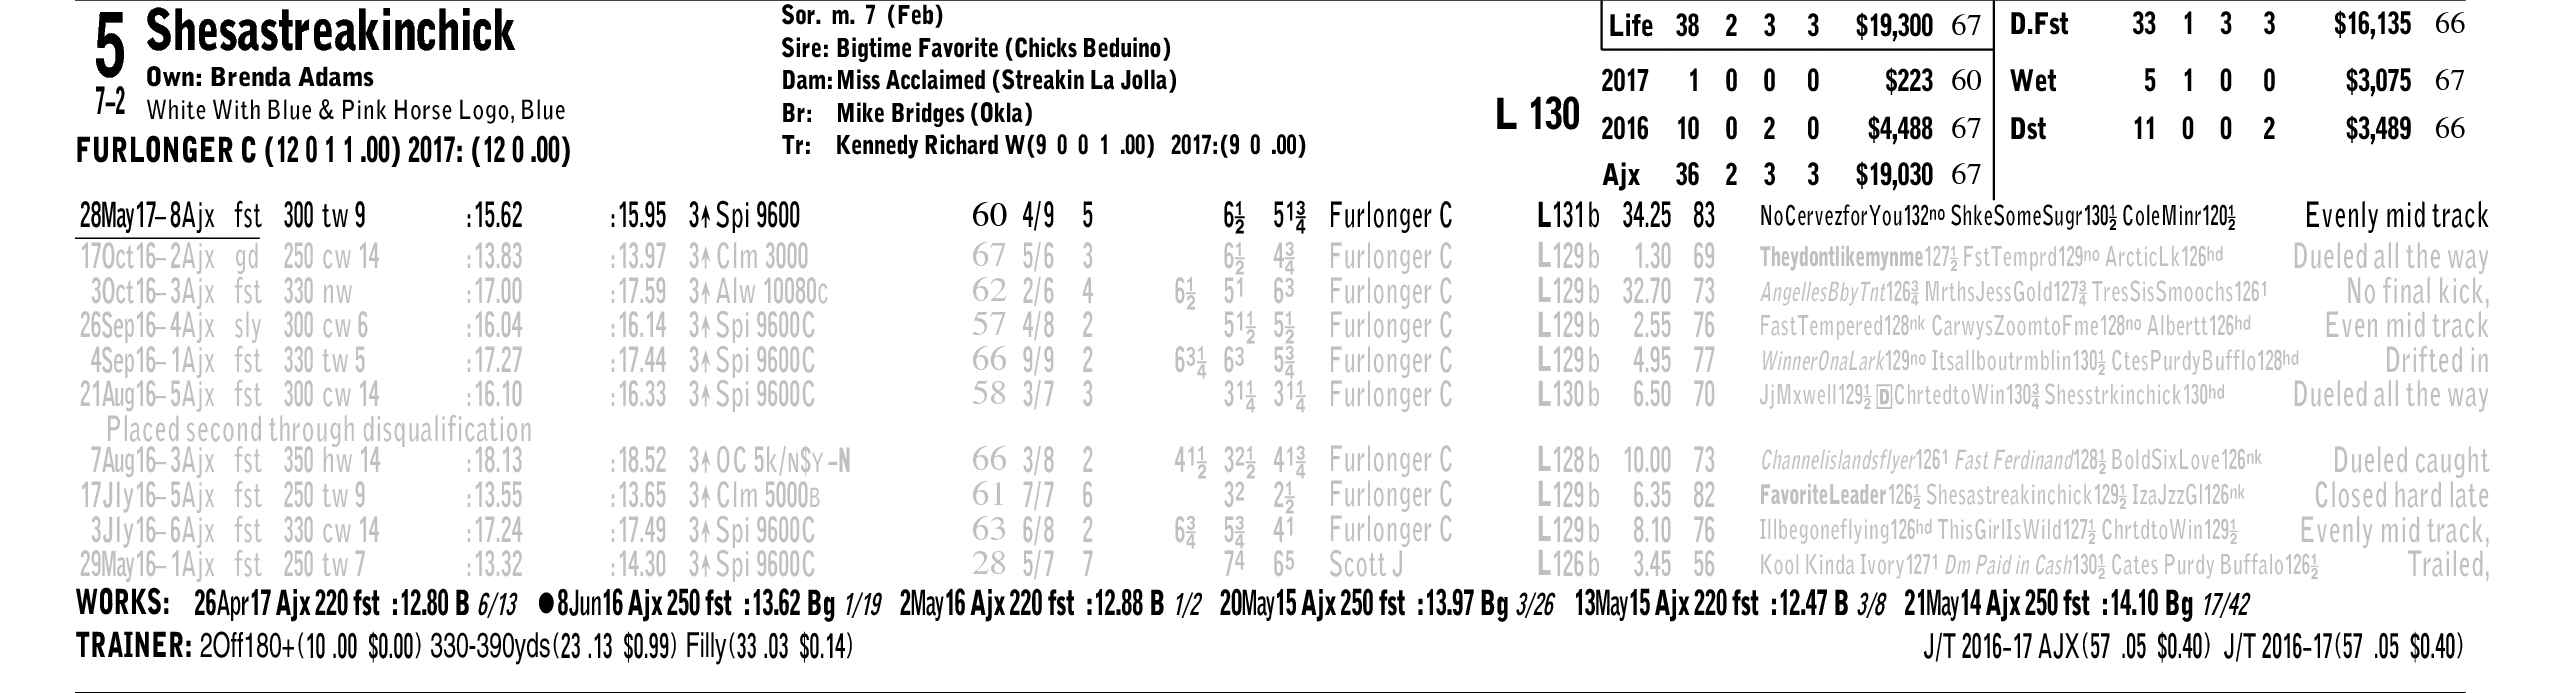 5 Shesastreakinchick
Own: Brenda Adams
7-2 White With Blue & Pink Horse Logo, Blue
FURLONGER C (12 0 1 1 .00) 2017: (12 0 .00)
Sor. m. 7 (Feb)
Sire: Bigtime Favorite (Chicks Beduino)
Dam: Miss Acclaimed (Streakin La Jolla)
Br: Mike Bridges (Okla)
Tr: Kennedy Richard W(9 0 0 1 .00) 2017:(9 0 .00)
L 130
Life 38 2 3 3 $19,300 67 D.Fst 33 1 3 3 $16,135 66
2017 1 0 0 0 $223 60 Wet 5 1 0 0 $3,075 67
2016 10 0 2 0 $4,488 67 Dst 11 0 0 2 $3,489 66
Ajx 36 2 3 3 $19,030 67
28May17–8Ajx fst 300 tw 9 :15.62 :15.95 3↑ Spi 9600 60 4/9 5 6½ 51¾ Furlonger C L131 b 34.25 83 NoCervezforYou132no ShkeSomeSugr130½ ColeMinr120½ Evenly mid track
17Oct16–2Ajx gd 250 cw 14 :13.83 :13.97 3↑ Clm 3000 67 5/6 3 6½ 4¾ Furlonger C L129 b 1.30 69 Theydontlikemynme127½ FstTemprd129no ArcticLk126hd Dueled all the way
3Oct16–3Ajx fst 330 nw :17.00 :17.59 3↑ Alw 10080C 62 2/6 4 6½ 51 63 Furlonger C L129 b 32.70 73 AngellesBbyTnt126¾ MrthsJessGold127¾ TresSisSmoochs1261 No final kick,
26Sep16–4Ajx sly 300 cw 6 :16.04 :16.14 3↑ Spi 9600C 57 4/8 2 51½ 5½ Furlonger C L129 b 2.55 76 FastTempered128nk CarwysZoomtoFme128no Albertt126hd Even mid track
4Sep16–1Ajx fst 330 tw 5 :17.27 :17.44 3↑ Spi 9600C 66 9/9 2 63¼ 63 5¾ Furlonger C L129 b 4.95 77 WinnerOnaLark129no Itsallboutrmblin130½ CtesPurdyBufflo128hd Drifted in
21Aug16–5Ajx fst 300 cw 14 :16.10 :16.33 3↑ Spi 9600C 58 3/7 3 31¼ 31¼ Furlonger C L130 b 6.50 70 JjMxwell129½ DChrtedtoWin130¾ Shesstrkinchick130hd Dueled all the way
Placed second through disqualification
7Aug16–3Ajx fst 350 hw 14 :18.13 :18.52 3↑ OC 5k/N$Y –N 66 3/8 2 41½ 32½ 41¾ Furlonger C L128 b 10.00 73 Channelislandsflyer1261 Fast Ferdinand128½ BoldSixLove126nk Dueled caught
17Jly16–5Ajx fst 250 tw 9 :13.55 :13.65 3↑ Clm 5000B 61 7/7 6 32 2½ Furlonger C L129 b 6.35 82 FavoriteLeader126½ Shesastreakinchick129½ IzaJzzGl126nk Closed hard late
3Jly16–6Ajx fst 330 cw 14 :17.24 :17.49 3↑ Spi 9600C 63 6/8 2 6¾ 5¾ 41 Furlonger C L129 b 8.10 76 Illbegoneflying126hd ThisGirlIsWild127½ ChrtdtoWin129½ Evenly mid track,
29May16–1Ajx fst 250 tw 7 :13.32 :14.30 3↑ Spi 9600C 28 5/7 7 74 65 Scott J L126 b 3.45 56 Kool Kinda Ivory1271 Dm Paid in Cash130½ Cates Purdy Buffalo126½ Trailed,
WORKS: 26Apr17 Ajx 220 fst :12.80 B 6/13 ●8Jun16 Ajx 250 fst :13.62 Bg 1/19 2May16 Ajx 220 fst :12.88 B 1/2 20May15 Ajx 250 fst :13.97 Bg 3/26 13May15 Ajx 220 fst :12.47 B 3/8 21May14 Ajx 250 fst :14.10 Bg 17/42
TRAINER: 2Off180+(10 .00 $0.00) 330-390yds(23 .13 $0.99) Filly(33 .03 $0.14) J/T 2016-17 AJX(57 .05 $0.40) J/T 2016-17(57 .05 $0.40)